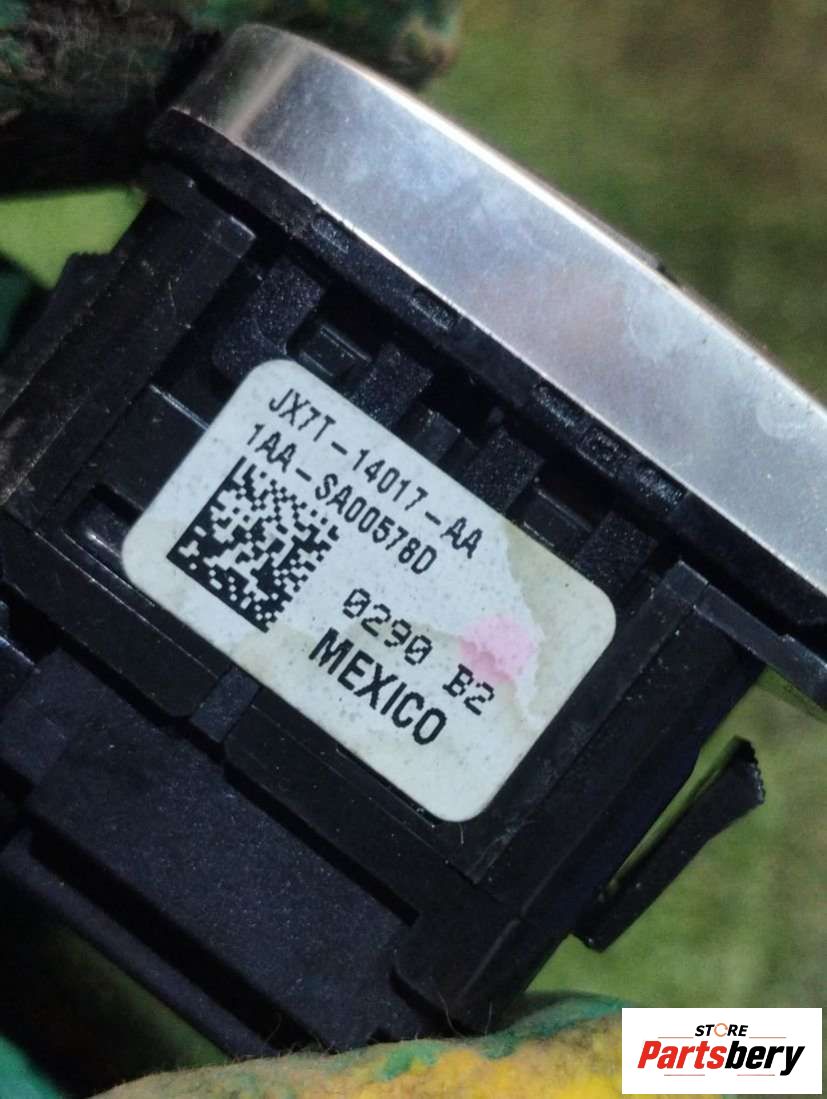 JX7T-14017-AA
1AA-SA00578D
0290 B2
MEXICO
STORE
Partsbery